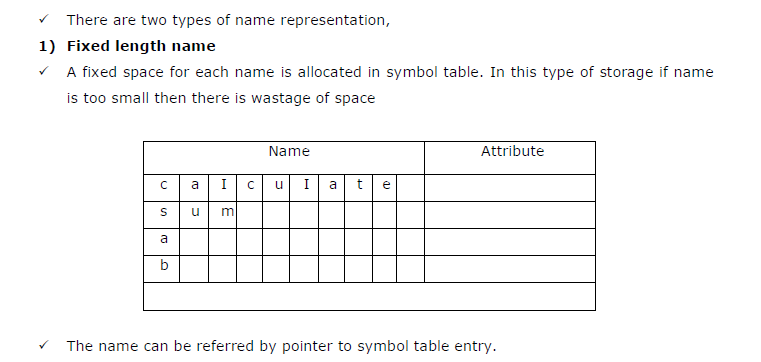 ✓ There are two types of name representation,
1) Fixed length name
✓ A fixed space for each name is allocated in symbol table. In this type of storage if name
is too small then there is wastage of space
Name Attribute
c a I c u I a t e
s u m
a
b
✓ The name can be referred by pointer to symbol table entry.